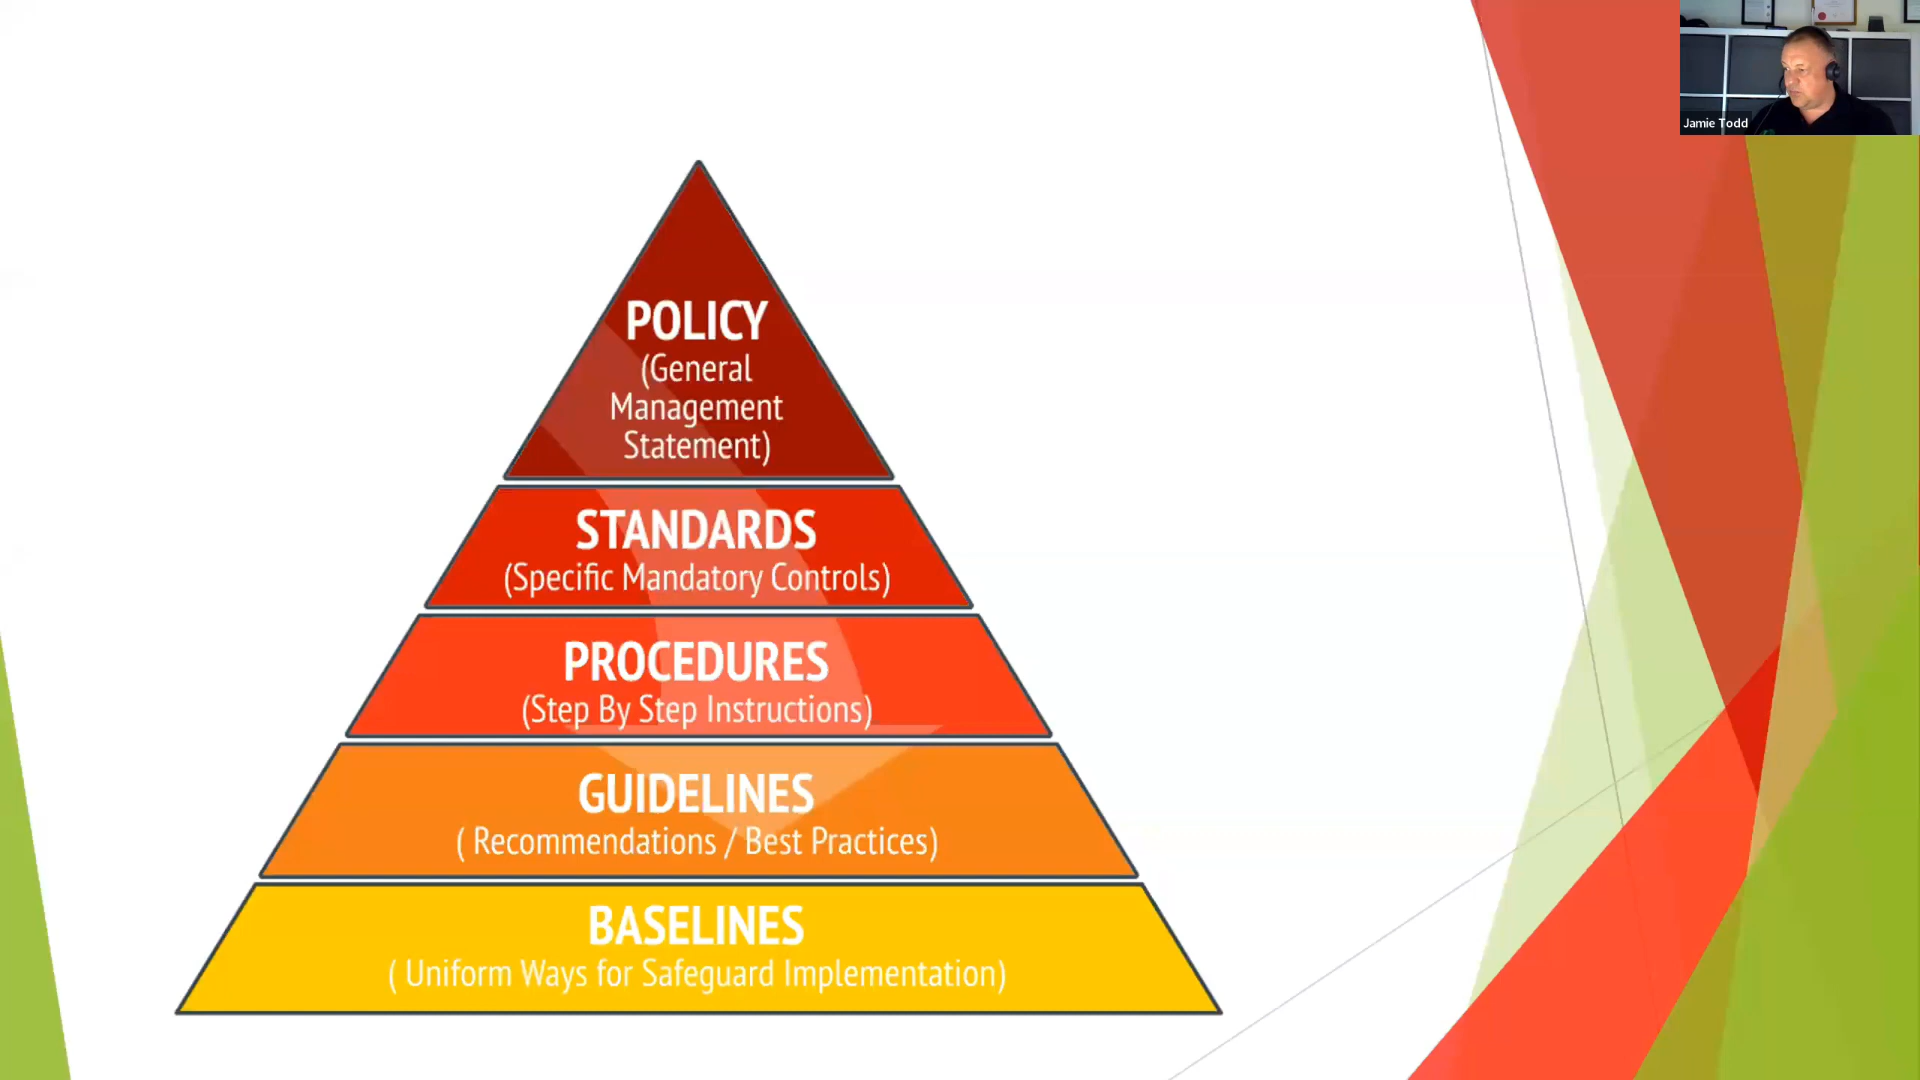 Jamie Todd
POLICY
(General
Management
Statement)
STANDARDS
(Specific Mandatory Controls)
PROCEDURES
(Step By Step Instructions)
GUIDELINES
( Recommendations / Best Practices)
BASELINES
( Uniform Ways for Safeguard Implementation)